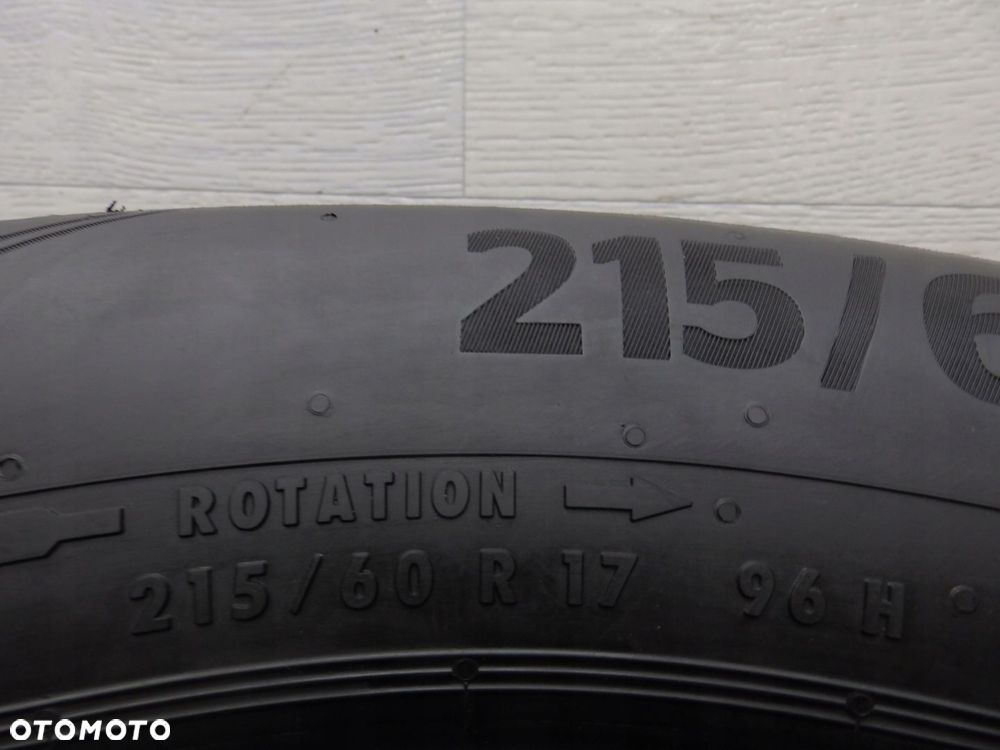 215/6
ROTATION
215/60 R 17 96 H
OTOMOTO